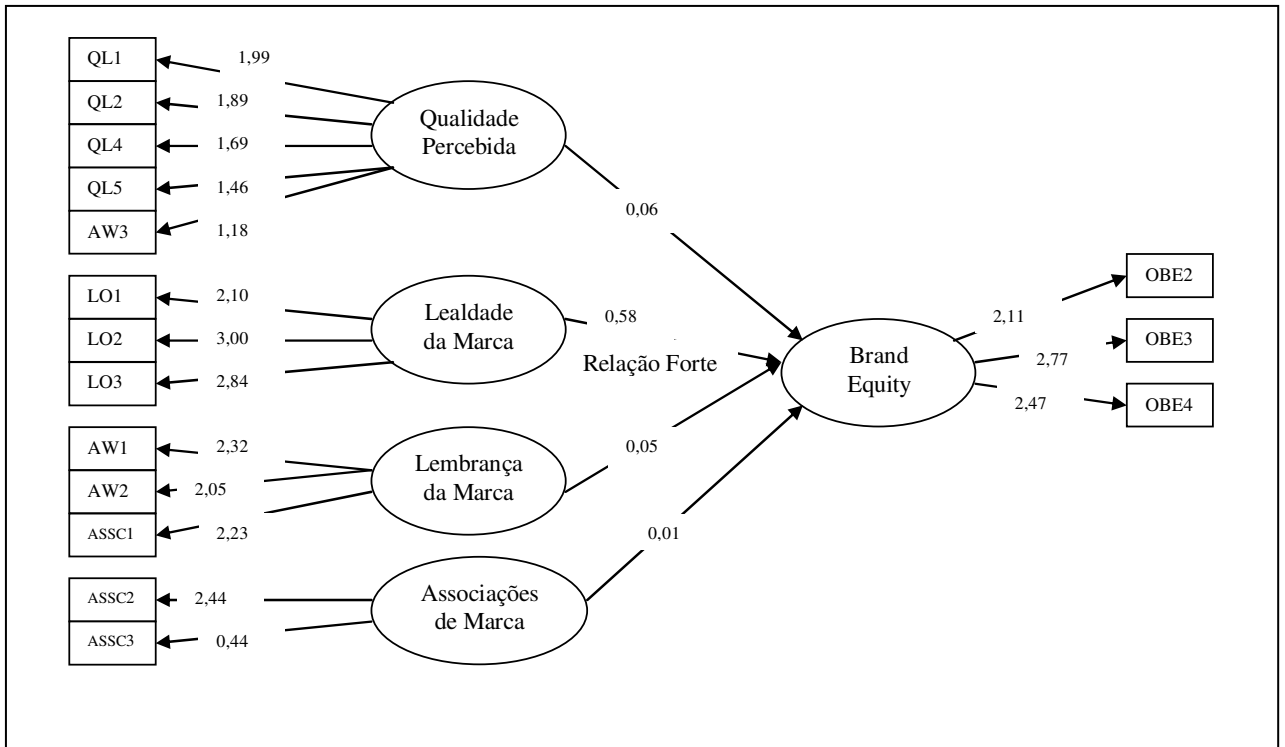 QL1
1,99
QL2
1,89
QL4
1,69
QL5
1,46
AW3
1,18
Qualidade
Percebida
0,06
LO1
2,10
LO2
3,00
LO3
2,84
Lealdade
da Marca
0,58
Relação Forte
AW1
2,32
AW2
2,05
ASSC1
2,23
Lembrança
da Marca
0,05
ASSC2
2,44
ASSC3
0,44
Associações
de Marca
0,01
Brand
Equity
2,11
OBE2
2,77
OBE3
2,47
OBE4